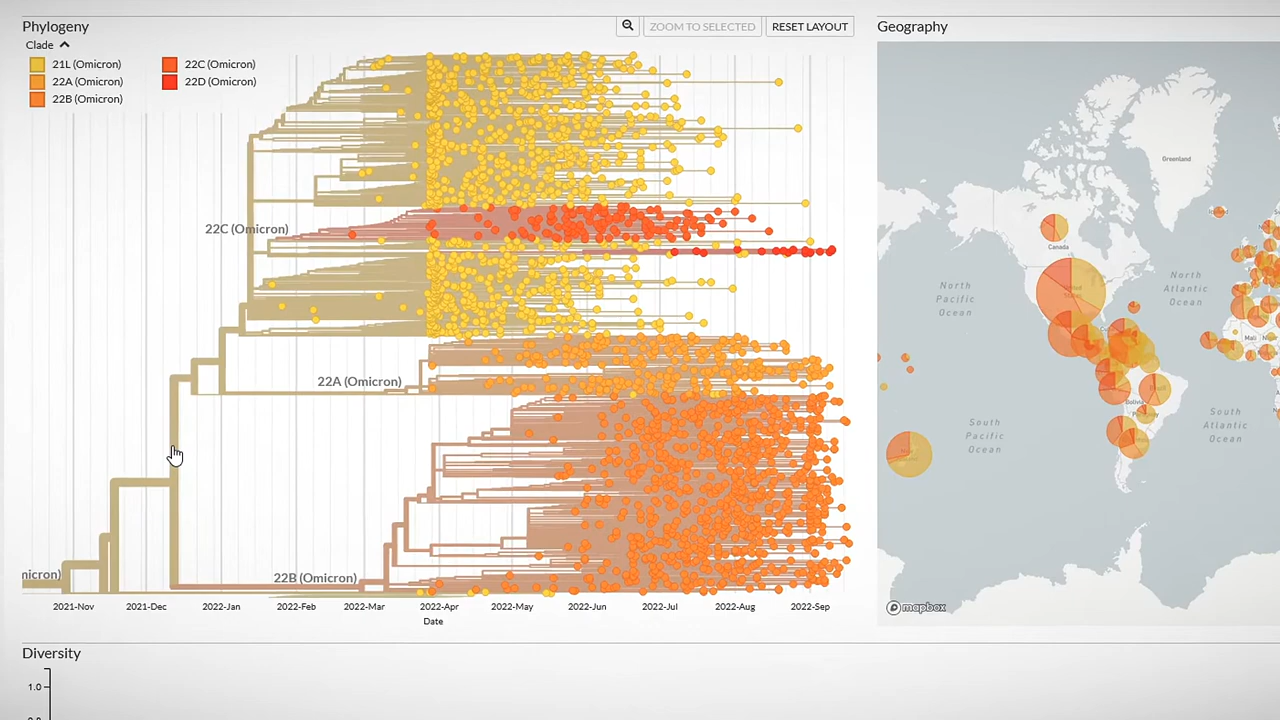 Phylogeny
ZOOM TO SELECTED
RESET LAYOUT
Geography
Clade
21L (Omicron)
22C (Omicron)
22A (Omicron)
22D (Omicron)
22B (Omicron)
22C (Omicron)
22A (Omicron)
22B (Omicron)
nicron)
2021-Nov
2021-Dec
2022-Jan
2022-Feb
2022-Mar
2022-Apr
2022-May
2022-Jun
2022-Jul
2022-Aug
2022-Sep
Date
Greenland
Canada
North
Pacific
Ocean
North
Atlantic
Ocean
Mali
South
Pacific
Ocean
South
Atlantic
Ocean
mapbox
Diversity
1.0